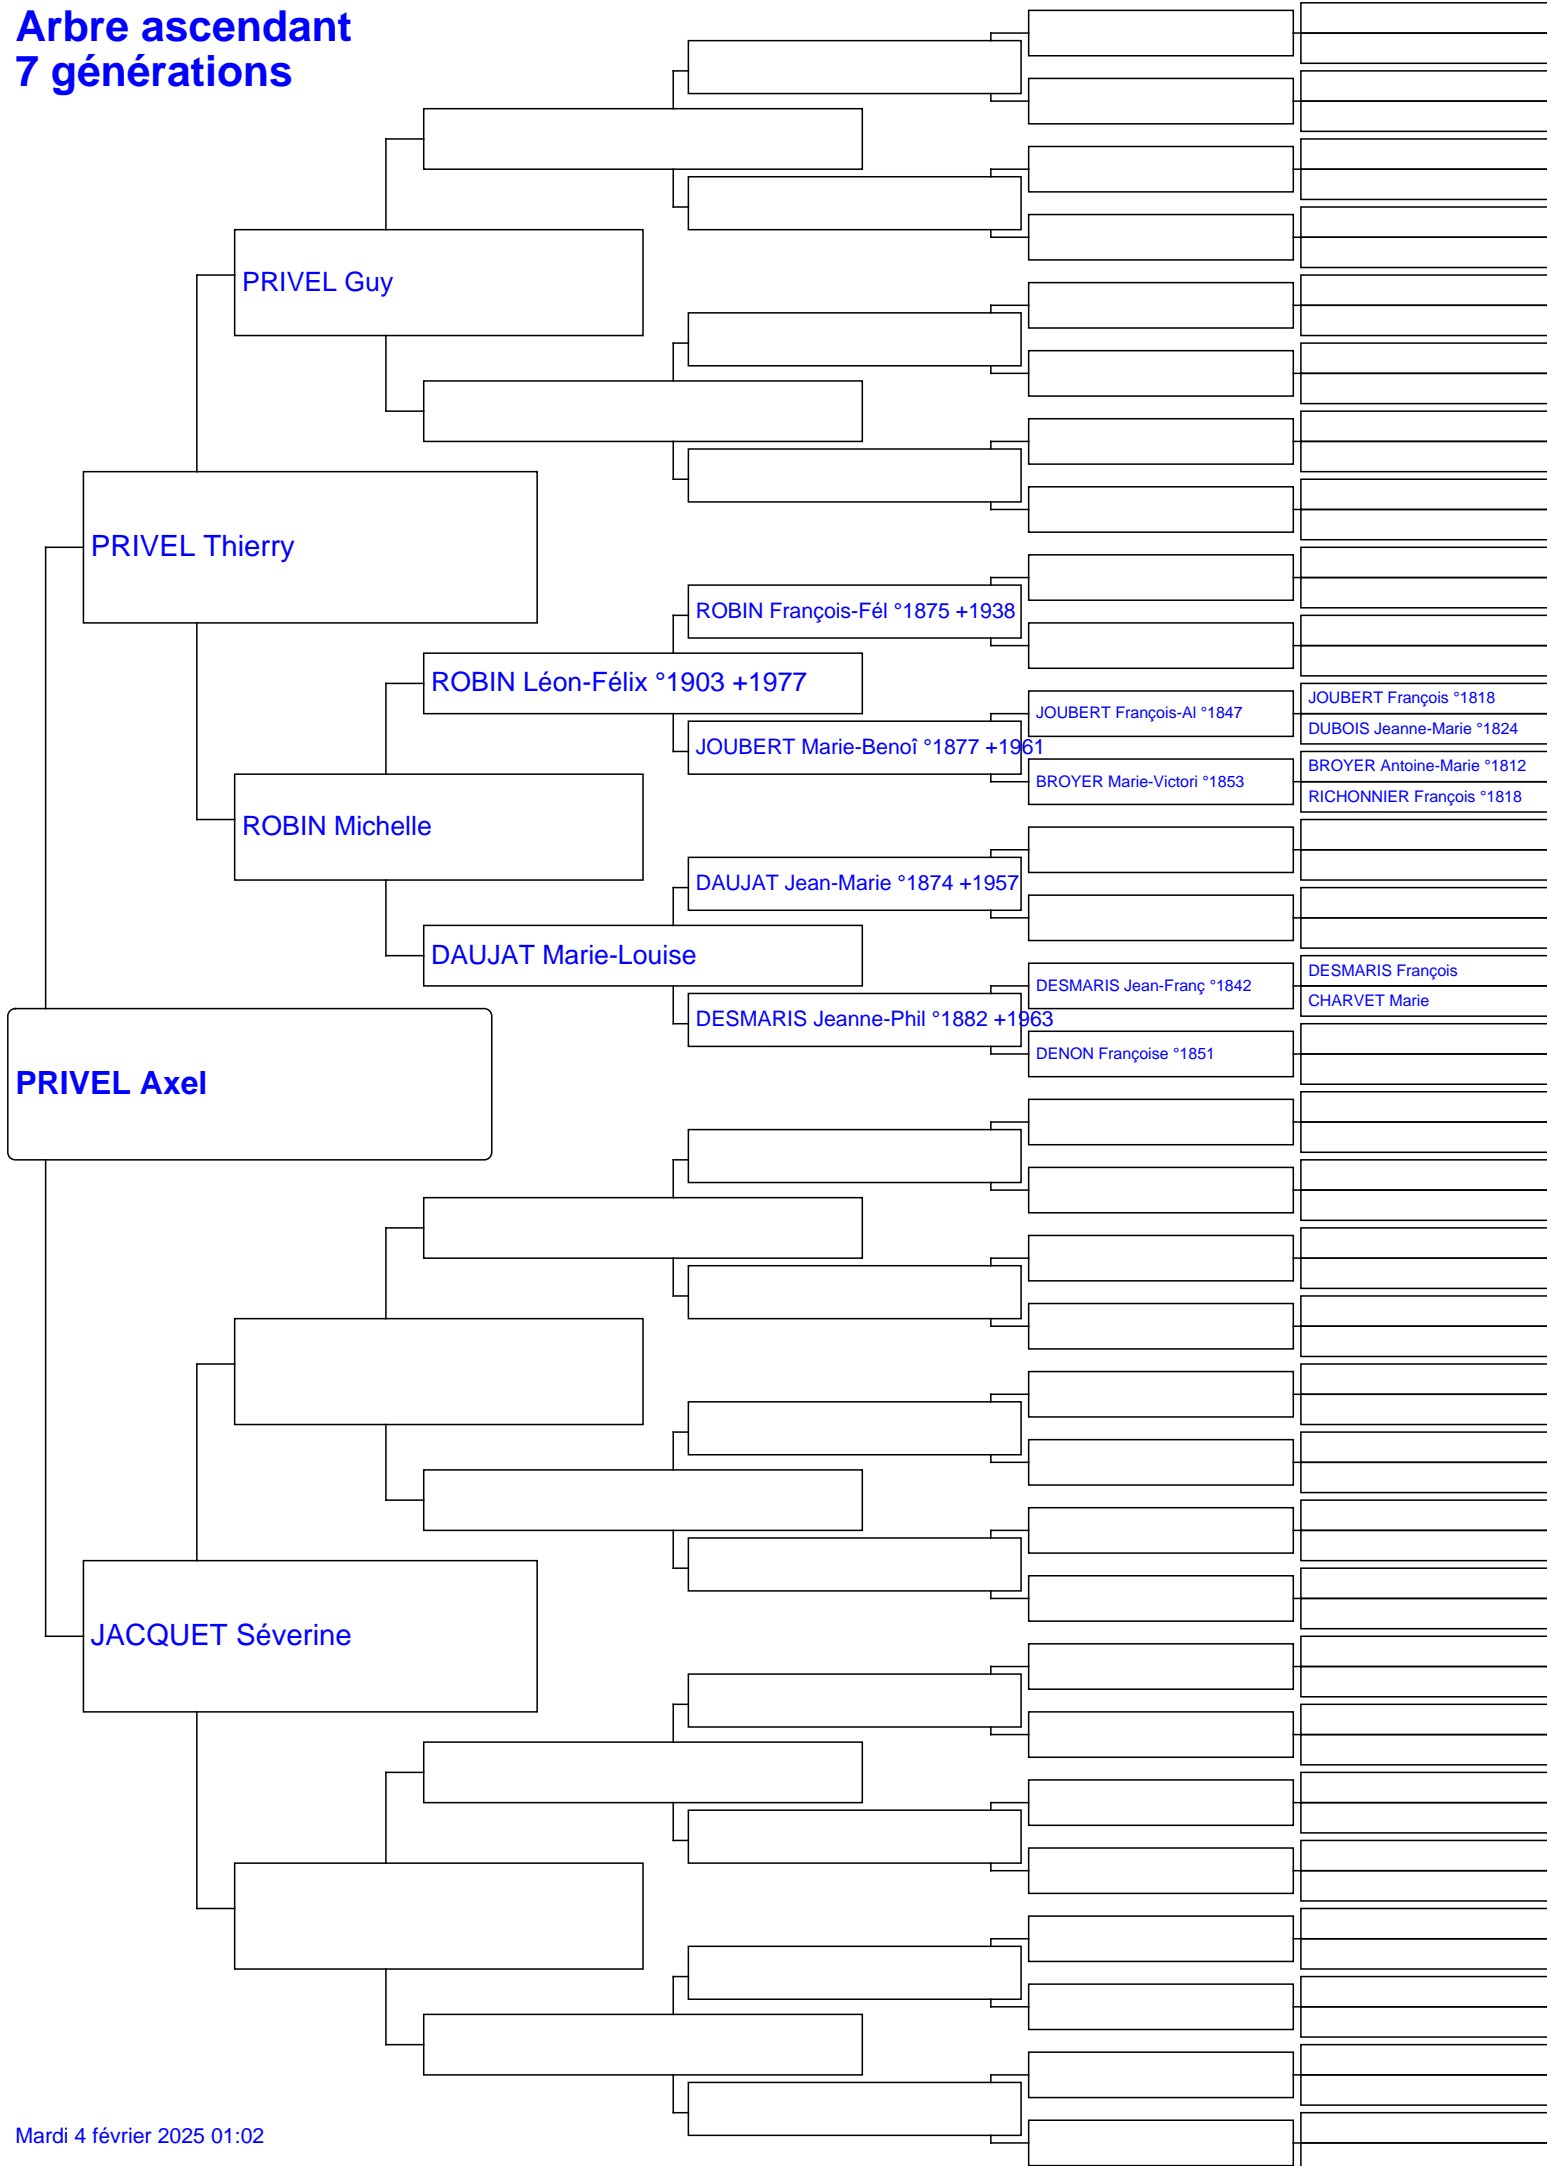 Arbre ascendant
7 générations
PRIVEL Guy
PRIVEL Thierry
ROBIN François-Fél °1875 +1938
ROBIN Léon-Félix °1903 +1977
JOUBERT François-Al °1847
JOUBERT François °1818
DUBOIS Jeanne-Marie °1824
JOUBERT Marie-Benoî °1877 +1961
BROYER Marie-Victori °1853
BROYER Antoine-Marie °1812
RICHONNIER François °1818
ROBIN Michelle
DAUJAT Jean-Marie °1874 +1957
DAUJAT Marie-Louise
DESMARIS Jean-Franç °1842
DESMARIS François
CHARVET Marie
DESMARIS Jeanne-Phil °1882 +1963
DENON Françoise °1851
PRIVEL Axel
JACQUET Séverine
Mardi 4 février 2025 01:02